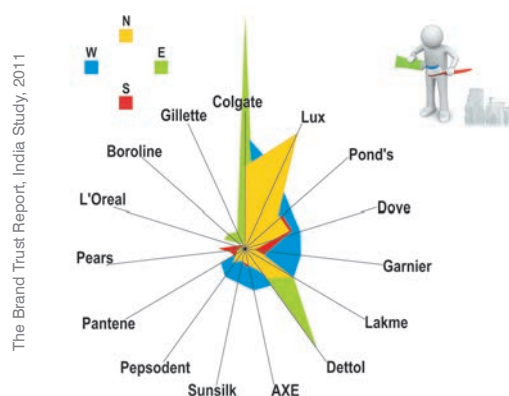 The Brand Trust Report, India Study, 2011
N
W
E
S
Colgate
Lux
Pond's
Dove
Garnier
Lakme
Dettol
AXE
Sunsilk
Pepsodent
Pantene
Pears
L'Oreal
Boroline
Gillette